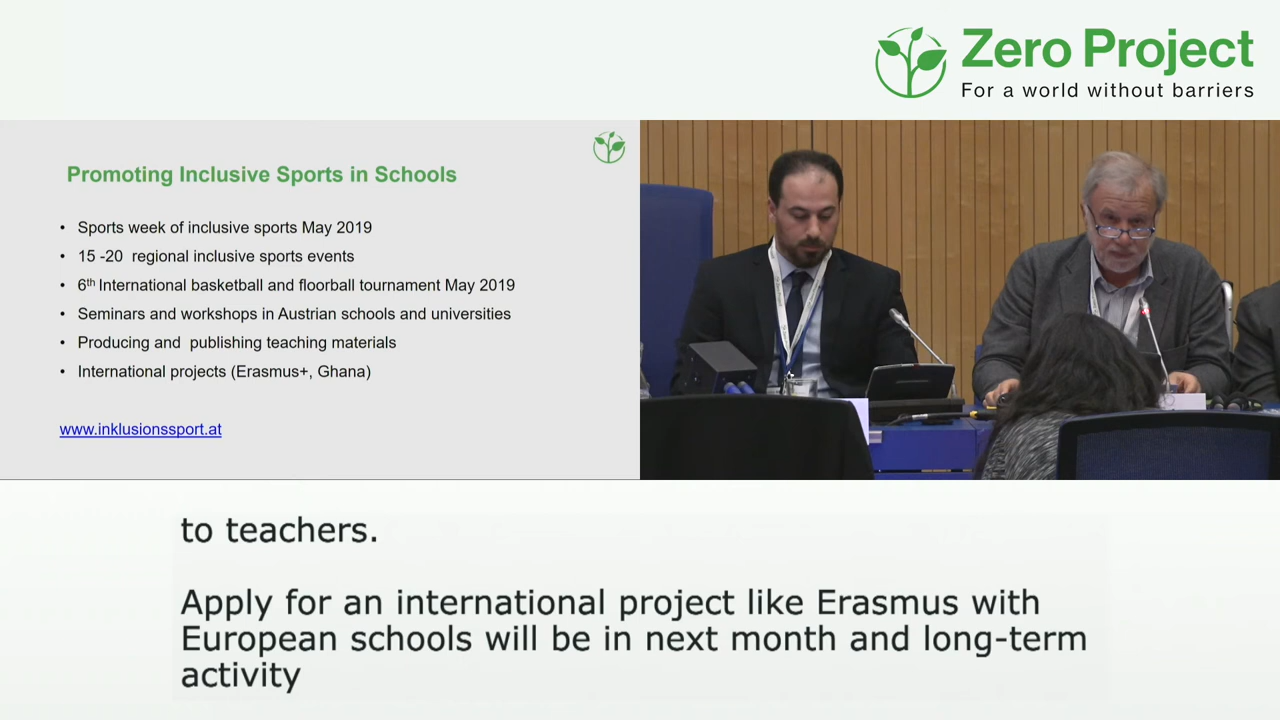 Zero Project
For a world without barriers
Promoting Inclusive Sports in Schools
• Sports week of inclusive sports May 2019
• 15 -20 regional inclusive sports events
• 6th International basketball and floorball tournament May 2019
• Seminars and workshops in Austrian schools and universities
• Producing and publishing teaching materials
• International projects (Erasmus+, Ghana)
www.inklusionssport.at
to teachers.
Apply for an international project like Erasmus with
European schools will be in next month and long-term
activity